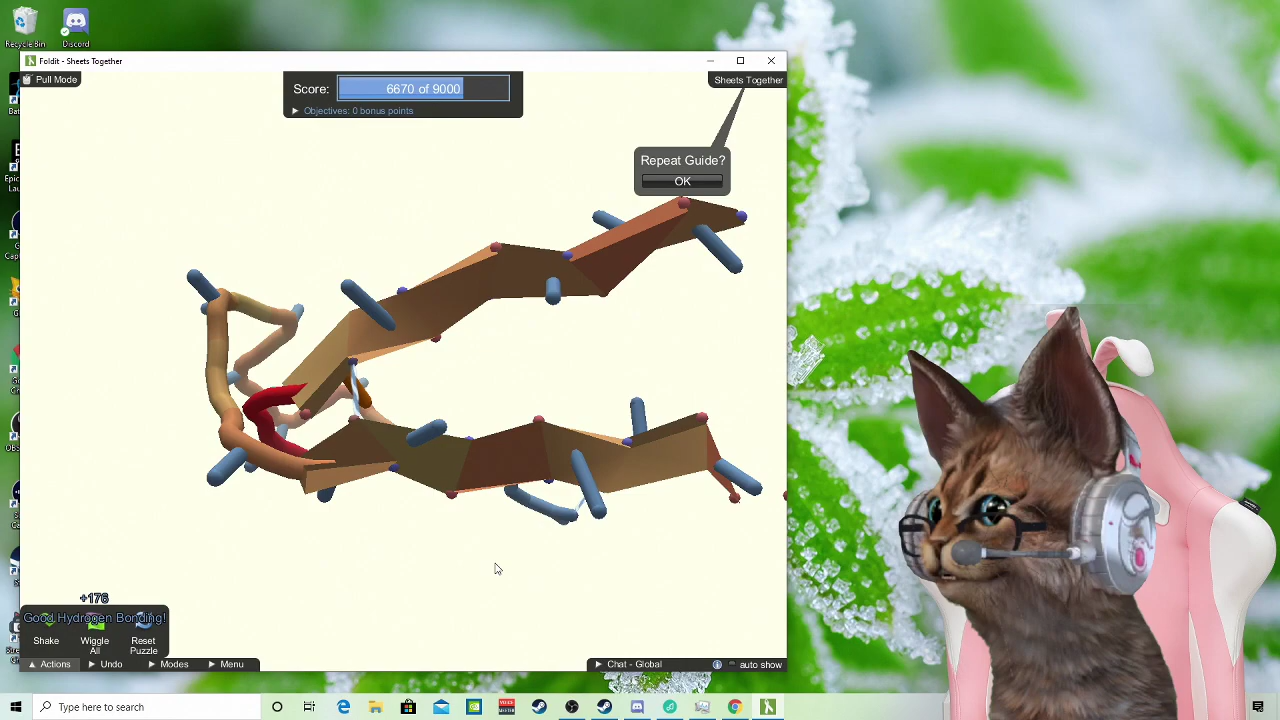 Recycle Bin
Discord
Foldit - Sheets Together
Pull Mode
Score:
6670 of 9000
Objectives: 0 bonus points
Sheets Together
Repeat Guide?
OK
+176
Good Hydrogen Bonding!
Shake
Wiggle All
Reset Puzzle
Actions
Undo
Modes
Menu
Chat - Global
auto show
Type here to search